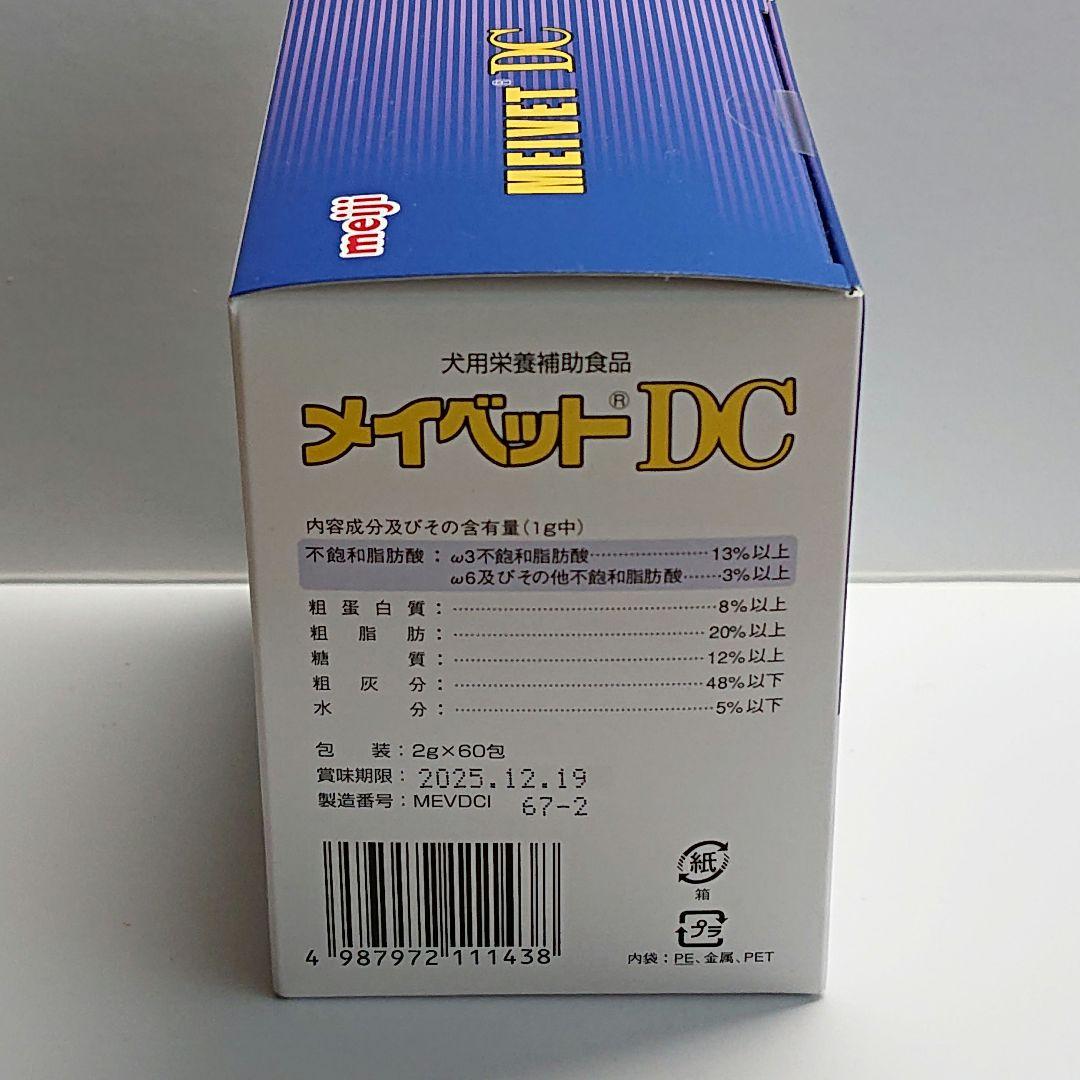 MEIVET® DC
meiji
犬用栄養補助食品
メイベット® DC
内容成分及びその含有量(1g中)
不飽和脂肪酸：ω3不飽和脂肪酸…………………13%以上
ω6及びその他不飽和脂肪酸……3%以上
粗蛋白質：………………………………………8%以上
粗脂肪：………………………………………20%以上
糖質：………………………………………12%以上
粗灰分：………………………………………48%以下
水分：………………………………………5%以下
包装：2g×60包
賞味期限：2025.12.19
製造番号：MEVDCI 67-2
紙
箱
プラ
内袋：PE、金属、PET
4 987972 111438